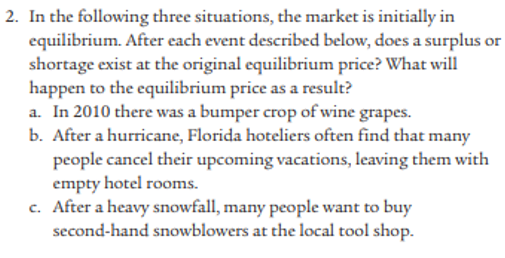 2. In the following three situations, the market is initially in
equilibrium. After each event described below, does a surplus or
shortage exist at the original equilibrium price? What will
happen to the equilibrium price as a result?
a. In 2010 there was a bumper crop of wine grapes.
b. After a hurricane, Florida hoteliers often find that many
people cancel their upcoming vacations, leaving them with
empty hotel rooms.
c. After a heavy snowfall, many people want to buy
second-hand snowblowers at the local tool shop.